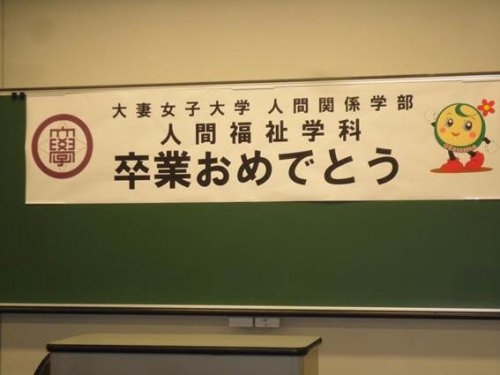 大妻女子大学 人間関係学部
人間福祉学科
卒業おめでとう